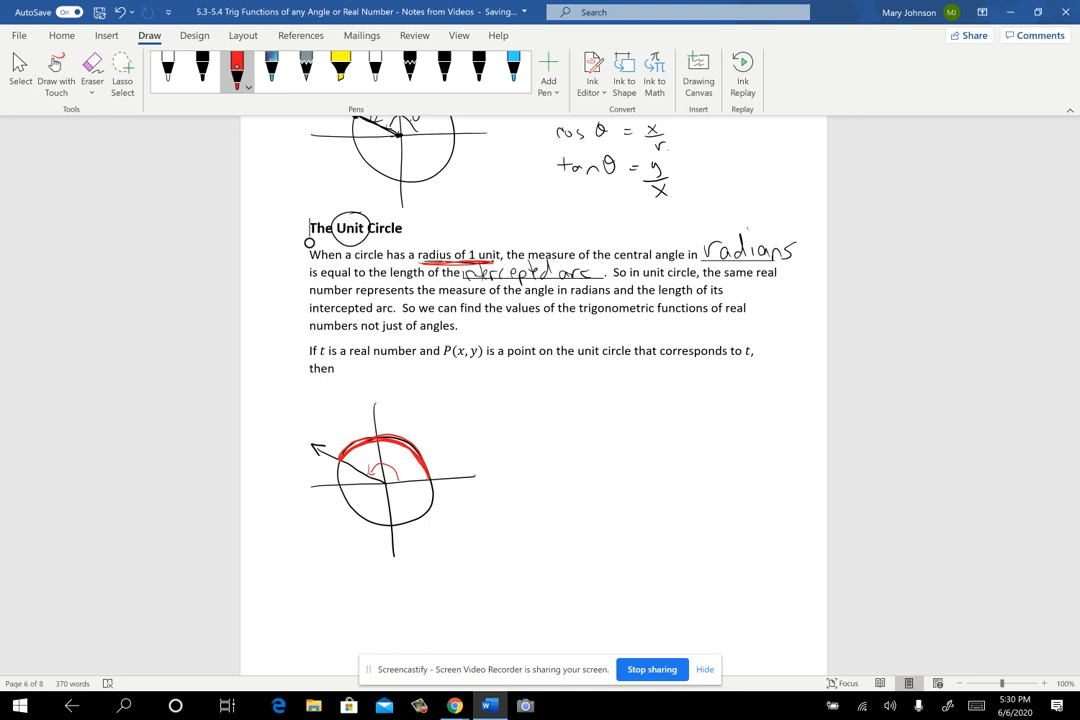 AutoSave On 5.3-5.4 Trig Functions of any Angle or Real Number - Notes from Videos - Saving... Search Mary Johnson MJ
File Home Insert Draw Design Layout References Mailings Review View Help Share Comments
Select Draw with Touch Eraser Lasso Select Add Pen Ink Editor Ink to Shape Ink to Math Drawing Canvas Ink Replay
Tools Pens Convert Insert Replay
cos θ = x/r
tan θ = y/x
The Unit Circle
When a circle has a radius of 1 unit, the measure of the central angle in radians
is equal to the length of the intercepted arc. So in unit circle, the same real
number represents the measure of the angle in radians and the length of its
intercepted arc. So we can find the values of the trigonometric functions of real
numbers not just of angles.
If t is a real number and P(x, y) is a point on the unit circle that corresponds to t,
then
Screencastify - Screen Video Recorder is sharing your screen. Stop sharing Hide
Page 6 of 8 370 words Focus 100%
5:30 PM
6/6/2020